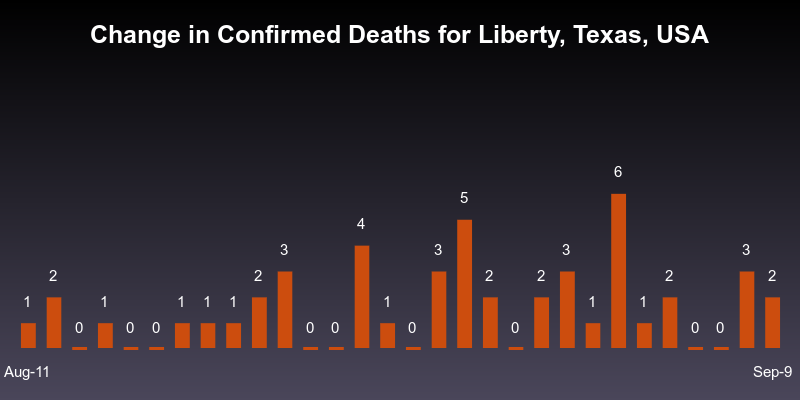 Change in Confirmed Deaths for Liberty, Texas, USA
1 2 0 1 0 0 1 1 1 2 3 0 0 4 1 0 3 5 2 0 2 3 1 6 1 2 0 0 3 2
Aug-11 Sep-9